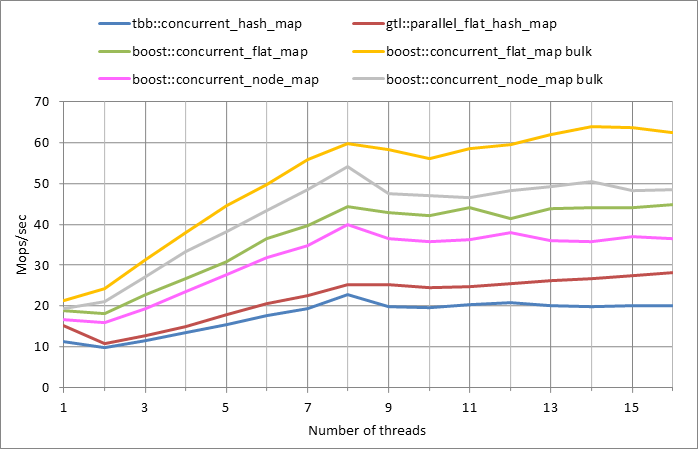 tbb::concurrent_hash_map gtl::parallel_flat_hash_map
boost::concurrent_flat_map boost::concurrent_flat_map bulk
boost::concurrent_node_map boost::concurrent_node_map bulk
70
60
50
40
30
20
10
0
Mops/sec
1 3 5 7 9 11 13 15
Number of threads